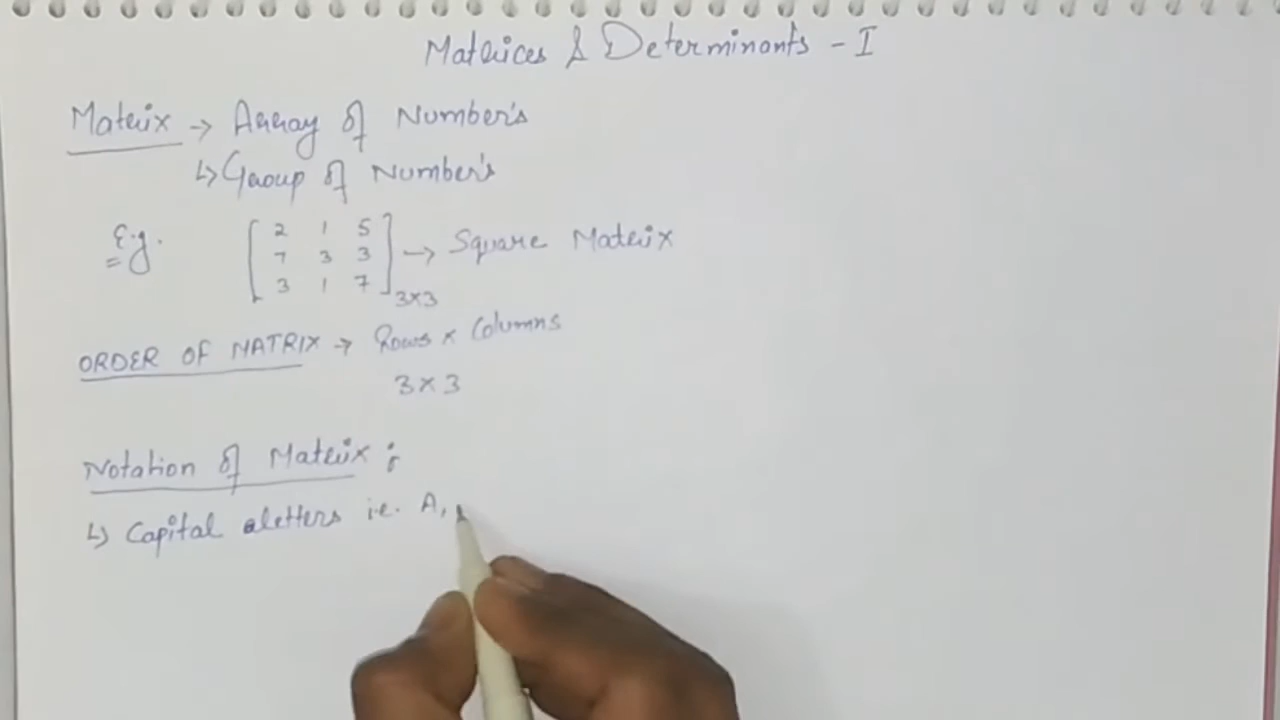 Matrices & Determinants - I
Matrix → Array of Number's
↳ Group of Number's
E.g.
2 1 5
7 3 3 → Square Matrix
3 1 7
3×3
ORDER OF MATRIX → Rows × Columns
3 × 3
Notation of Matrix :
↳ Capital letters i.e. A,